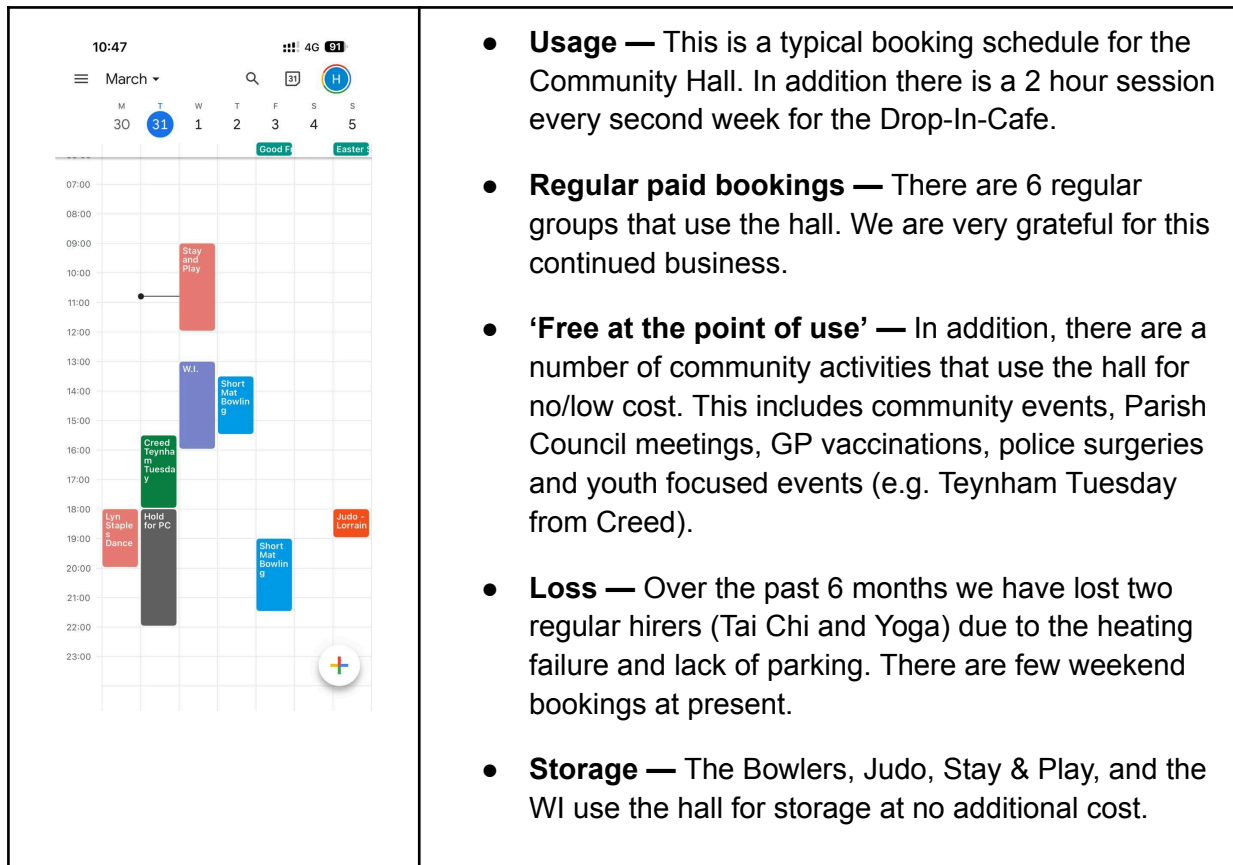 10:47
4G 91
March
31
H
M T W T F S S
30 31 1 2 3 4 5
Good Fr
Easter S
07:00
08:00
09:00
10:00
11:00
12:00
13:00
14:00
15:00
16:00
17:00
18:00
19:00
20:00
21:00
22:00
23:00
Stay
and
Play
W.I.
Short
Mat
Bowlin
g
Creed
Teynha
m
Tuesda
y
Lyn
Staple
s
Dance
Hold
for PC
Judo -
Lorrain
Short
Mat
Bowlin
g
● Usage — This is a typical booking schedule for the
Community Hall. In addition there is a 2 hour session
every second week for the Drop-In-Cafe.
● Regular paid bookings — There are 6 regular
groups that use the hall. We are very grateful for this
continued business.
● ‘Free at the point of use’ — In addition, there are a
number of community activities that use the hall for
no/low cost. This includes community events, Parish
Council meetings, GP vaccinations, police surgeries
and youth focused events (e.g. Teynham Tuesday
from Creed).
● Loss — Over the past 6 months we have lost two
regular hirers (Tai Chi and Yoga) due to the heating
failure and lack of parking. There are few weekend
bookings at present.
● Storage — The Bowlers, Judo, Stay & Play, and the
WI use the hall for storage at no additional cost.